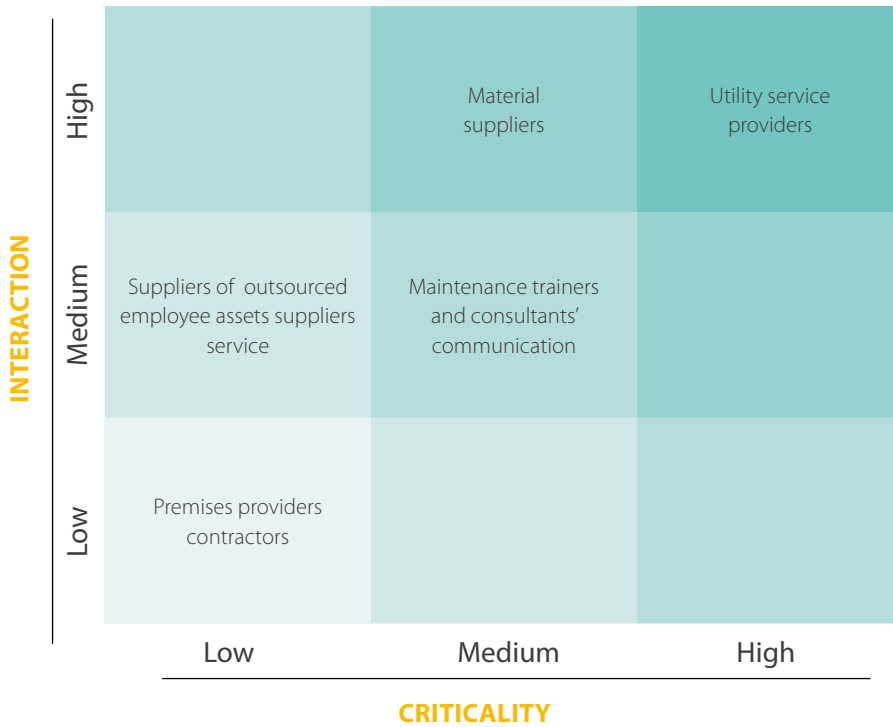 INTERACTION
High
Material
suppliers
Utility service
providers
Medium
Suppliers of outsourced
employee assets suppliers
service
Maintenance trainers
and consultants’
communication
Low
Premises providers
contractors
Low
Medium
High
CRITICALITY